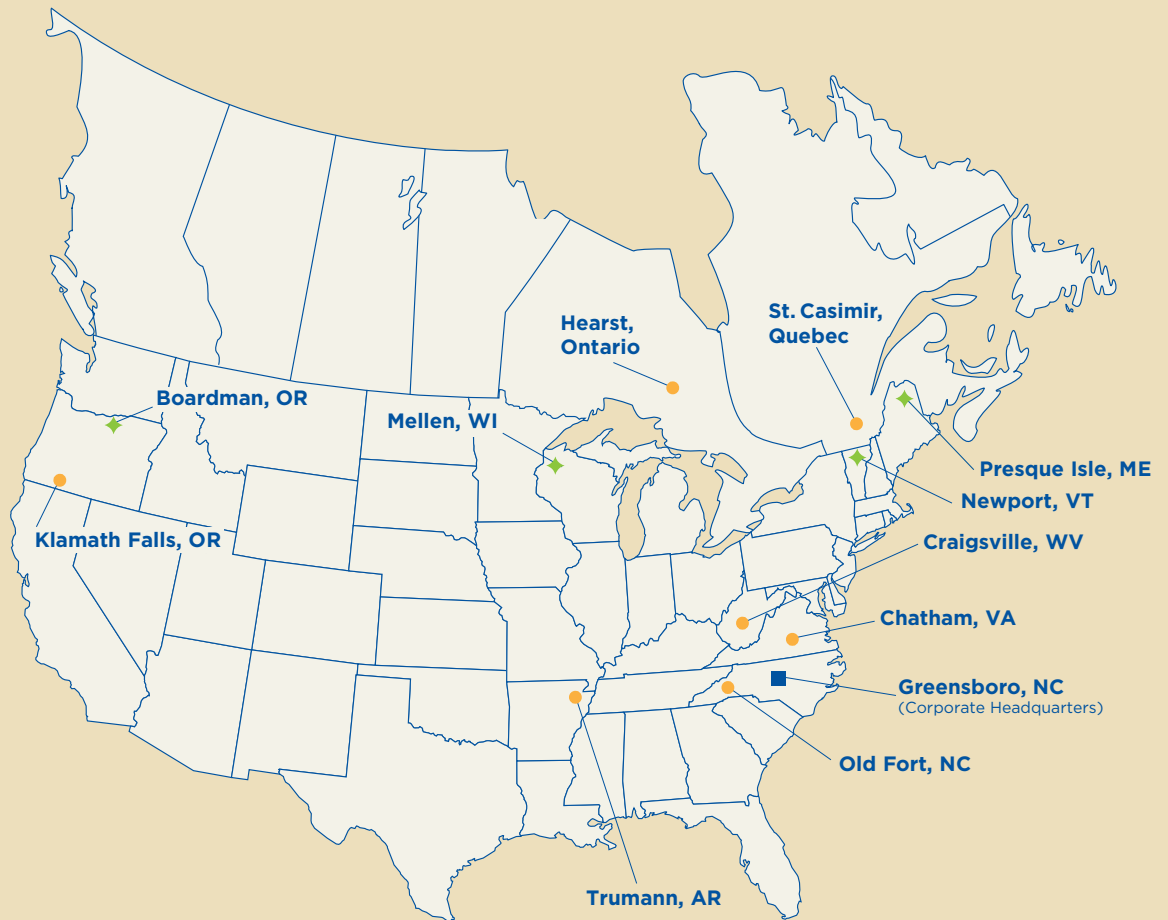 St. Casimir,
Quebec
Hearst,
Ontario
Boardman, OR
Mellen, WI
Presque Isle, ME
Newport, VT
Klamath Falls, OR
Craigsville, WV
Chatham, VA
Greensboro, NC
(Corporate Headquarters)
Old Fort, NC
Trumann, AR